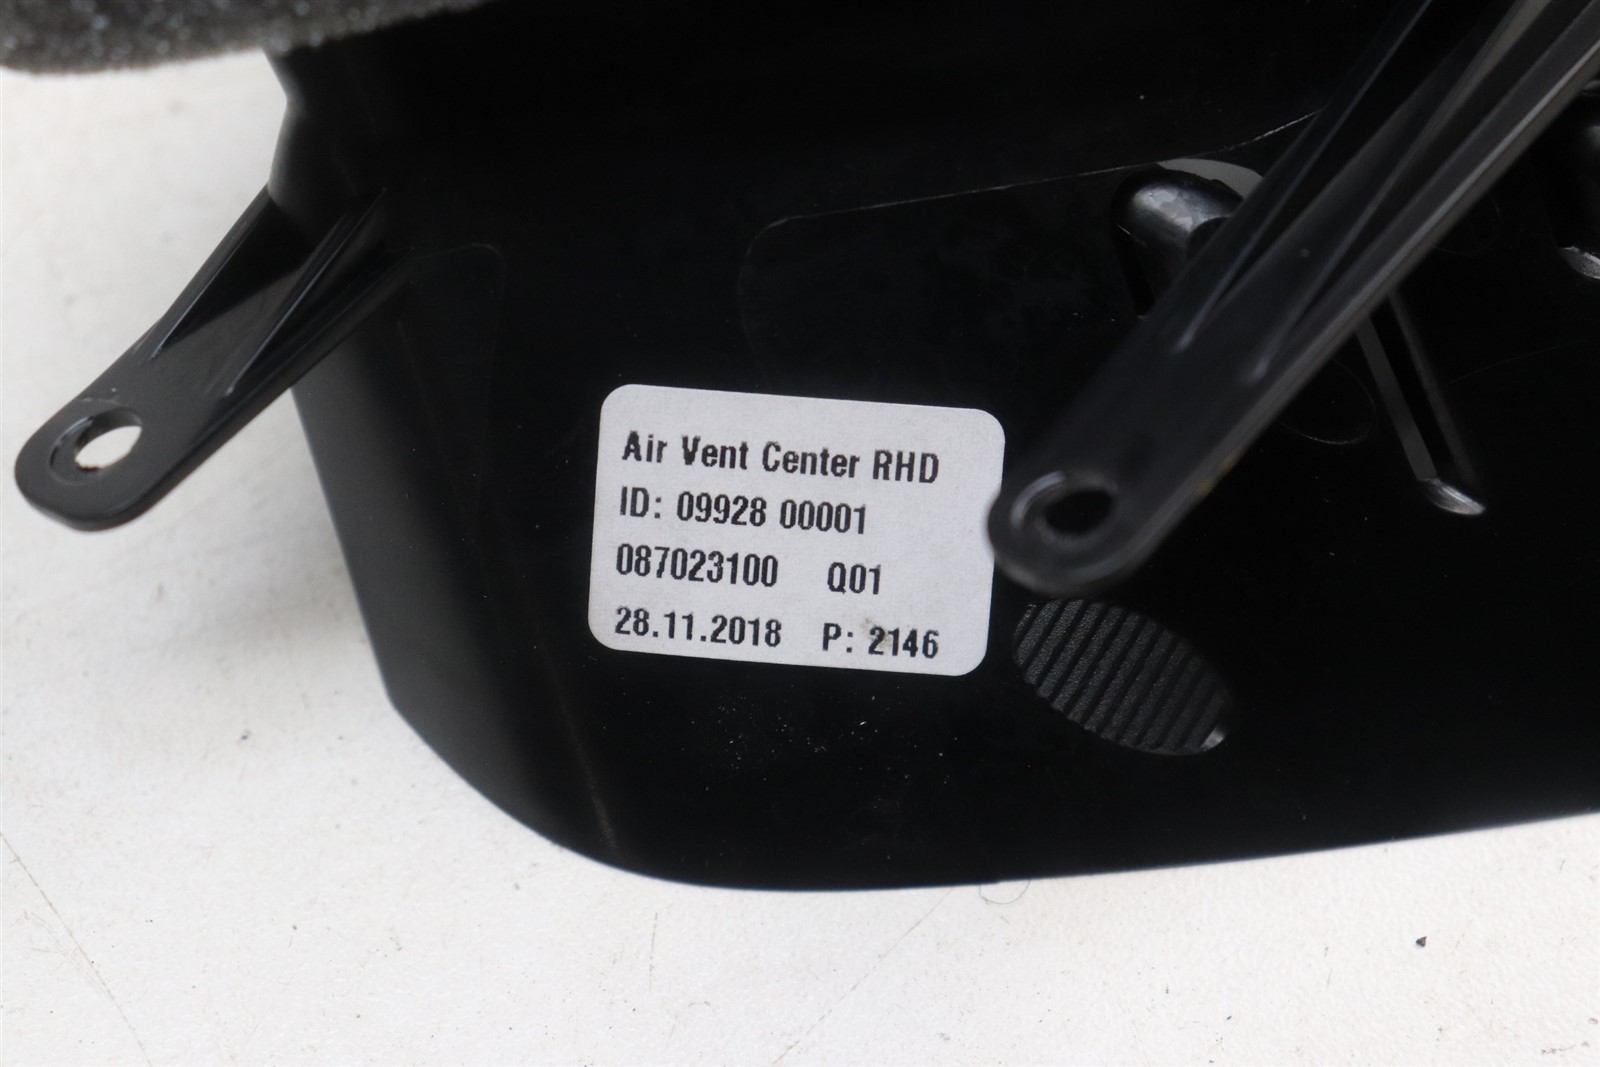 Air Vent Center RHD
ID: 09928 00001
087023100 Q01
28.11.2018 P: 2146